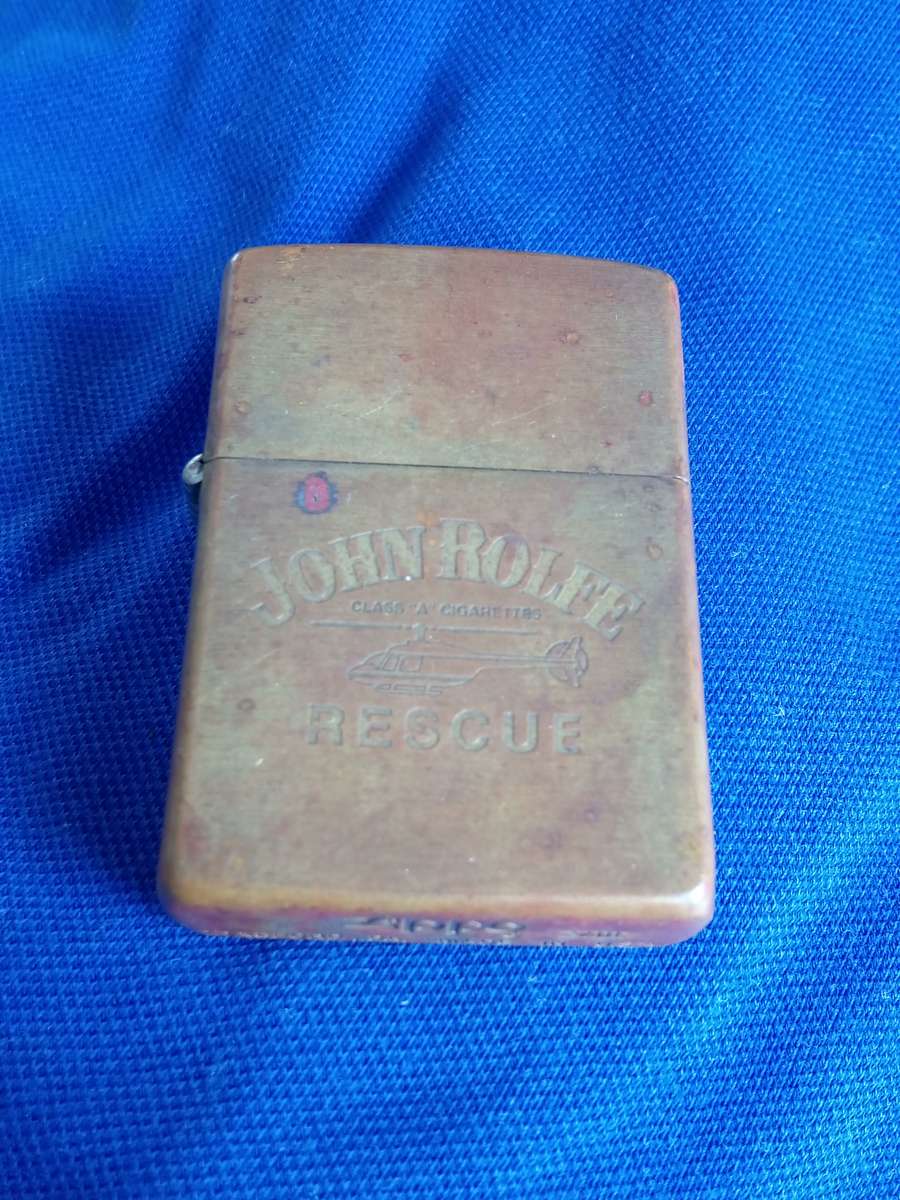 JOHN ROLFE
CLASS "A" CIGARETTES
RESCUE